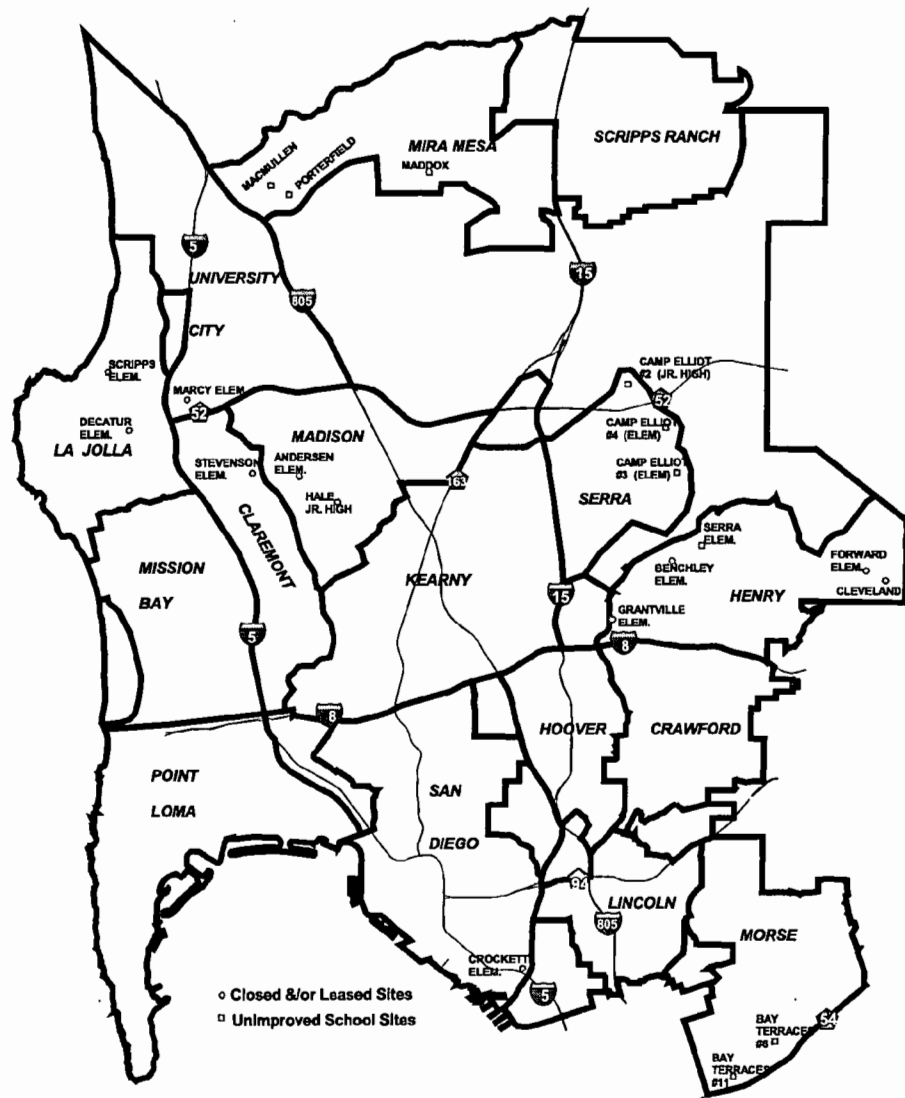 SCRIPPS RANCH
MIRA MESA
MADDOX
MACMULLEN
PORTERFIELD
5
UNIVERSITY
805
15
CITY
SCRIPPS
ELEM.
CAMP ELLIOT
#2 (JR. HIGH)
MARCY ELEM
52
52
DECATUR
ELEM.
LA JOLLA
MADISON
CAMP ELLIOT
#4 (ELEM)
STEVENSON
ELEM.
ANDERSEN
ELEM.
163
CAMP ELLIOT
#3 (ELEM)
HALE
JR. HIGH
SERRA
CLAREMONT
SERRA
ELEM.
MISSION
BAY
KEARNY
BENCHLEY
ELEM.
FORWARD
ELEM.
CLEVELAND
HENRY
15
GRANTVILLE
ELEM.
5
8
8
HOOVER
CRAWFORD
POINT
LOMA
SAN
DIEGO
94
LINCOLN
805
MORSE
CROCKETT
ELEM.
5
Closed &/or Leased Sites
Unimproved School Sites
54
BAY
TERRACES
#6
BAY
TERRACES
#11